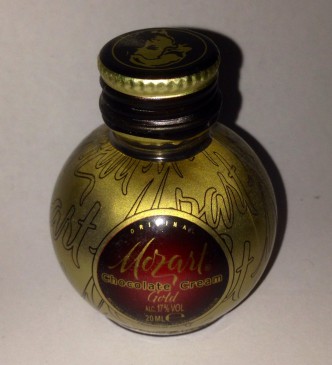 ORIGINAL
Mozart
Chocolate Cream
Gold
ALC. 17% VOL
20 ML e